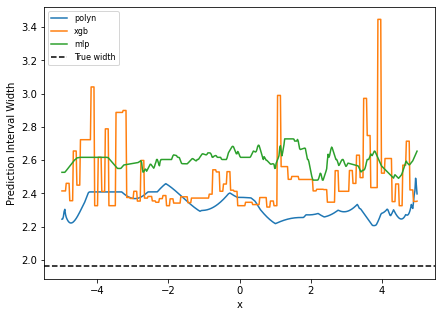 polyn
xgb
mlp
True width
Prediction Interval Width
3.4
3.2
3.0
2.8
2.6
2.4
2.2
2.0
−4
−2
0
2
4
x